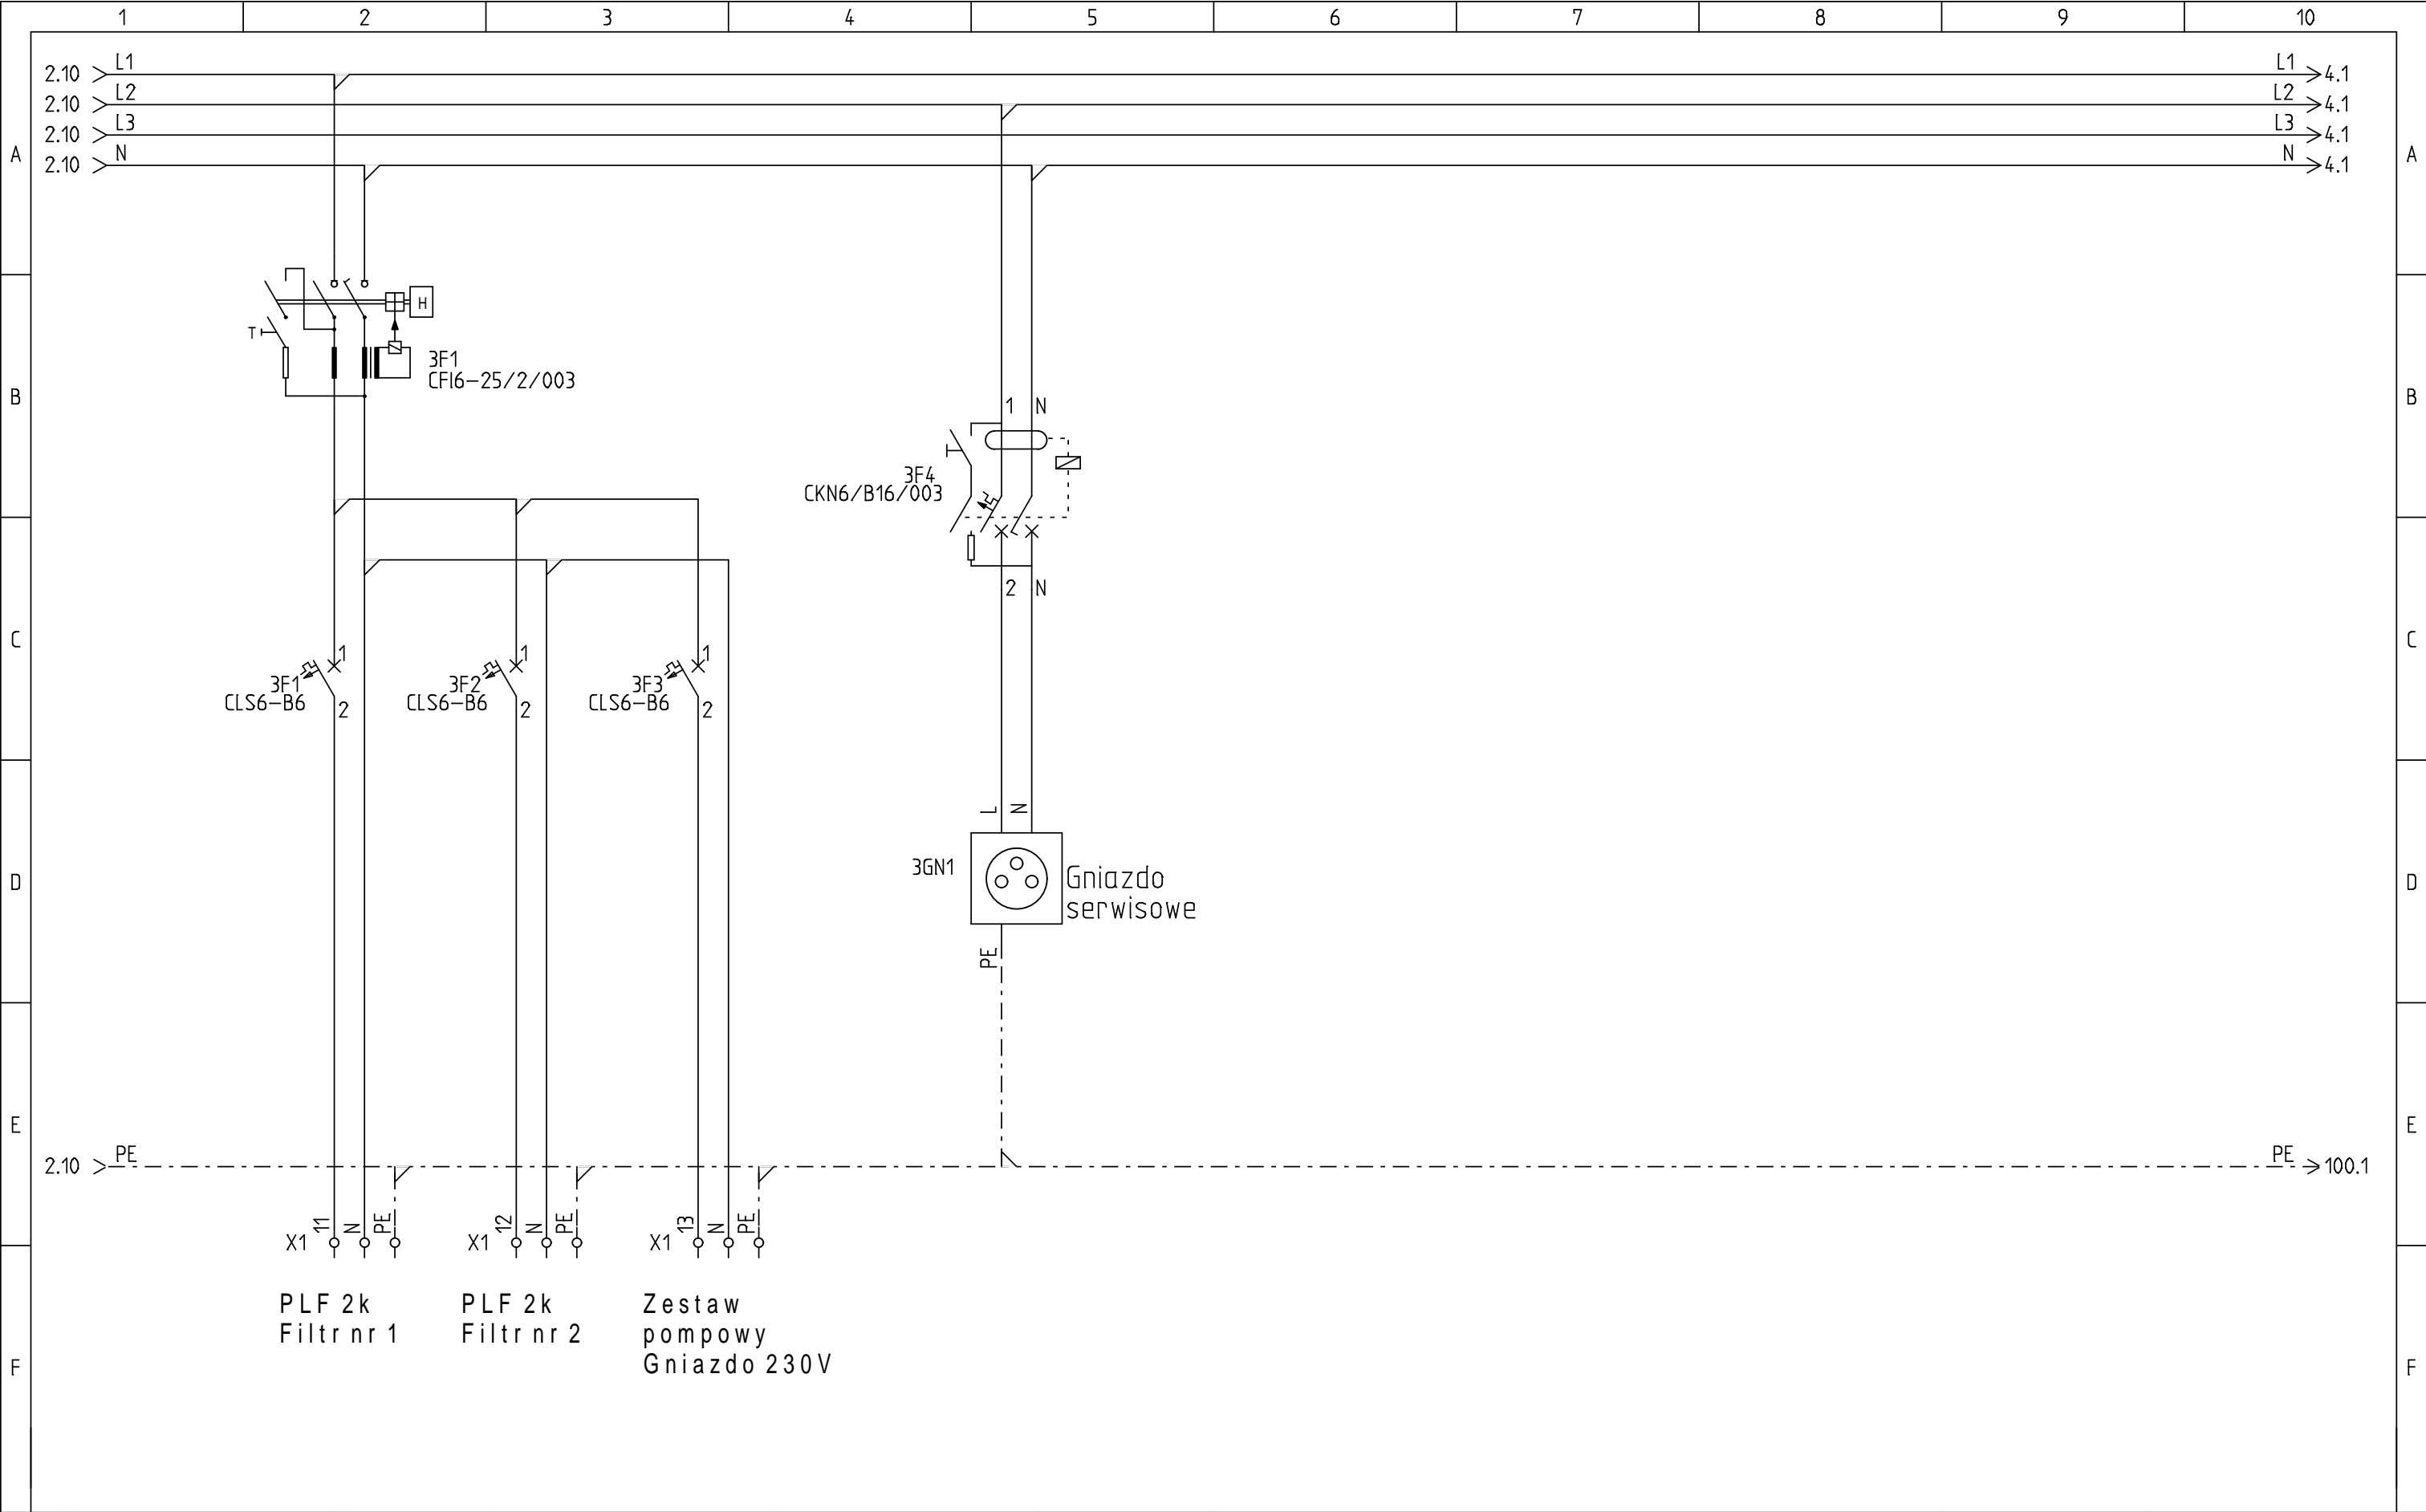 1 2 3 4 5 6 7 8 9 10
2.10 L1 L1 4.1
2.10 L2 L2 4.1
2.10 L3 L3 4.1
2.10 N N 4.1
A A
H
T
3F1
CFI6-25/2/003
B B
1 N
3F4
CKN6/B16/003
2 N
C C
1 1 1
3F1 3F2 3F3
CLS6-B6 CLS6-B6 CLS6-B6
2 2 2
L N
3GN1
Gniazdo
serwisowe
D D
PE
E E
2.10 PE PE 100.1
X1 11 N PE X1 12 N PE X1 13 N PE
PLF 2k
Filtr nr 1
PLF 2k
Filtr nr 2
Zestaw
pompowy
Gniazdo 230V
F F